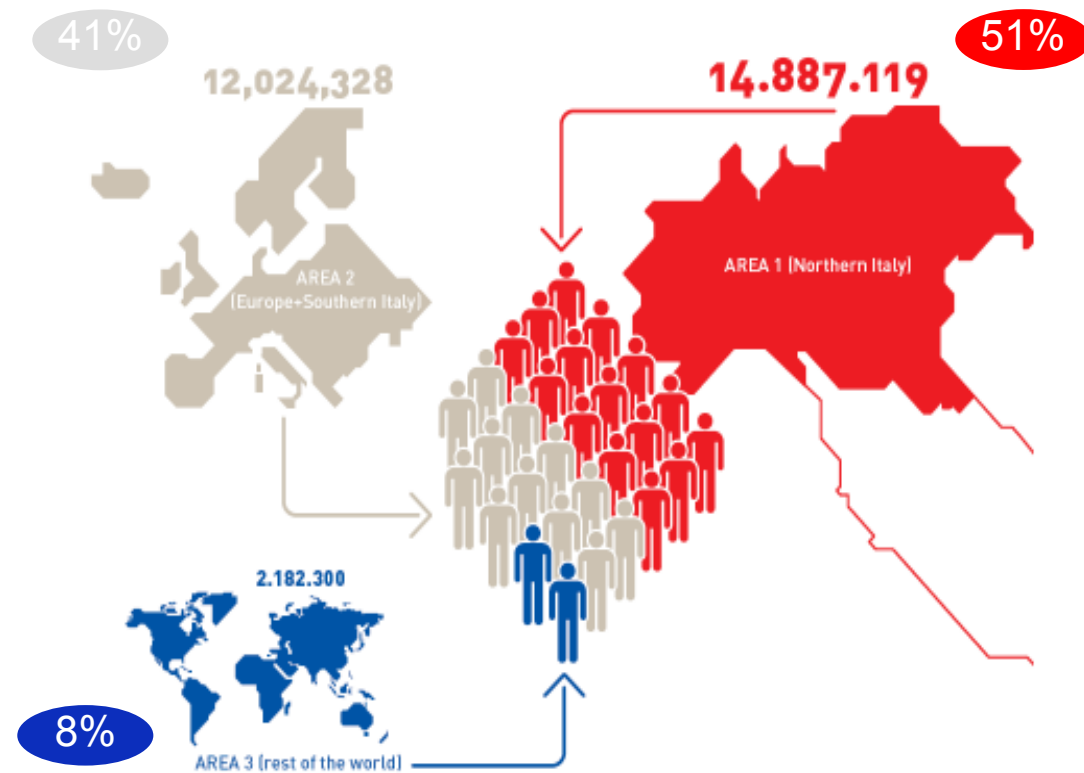 41%
51%
12,024,328
14.887.119
AREA 2
(Europe+Southern Italy)
AREA 1 (Northern Italy)
2.182.300
8%
AREA 3 (rest of the world)